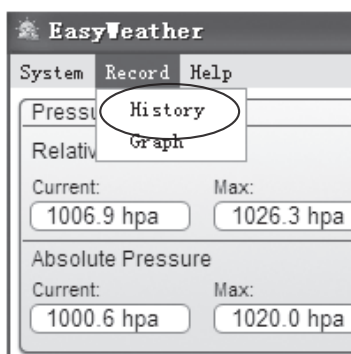 EasyWeather
System Record Help
History
Graph
Pressu
Relativ
Current: Max:
1006.9 hpa 1026.3 hpa
Absolute Pressure
Current: Max:
1000.6 hpa 1020.0 hpa